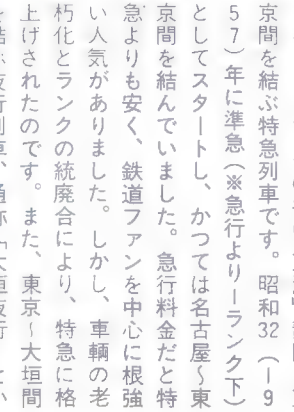 京間を結ぶ特急列車です。昭和32（19
57）年に準急（※急行より一ランク下）
としてスタートし、かつては名古屋～東
京間を結んでいました。急行料金だと特
急よりも安く、鉄道ファンを中心に根強
い人気がありました。しかし、車輌の老
朽化とランクの統廃合により、特急に格
上げされたのです。また、東京～大垣間